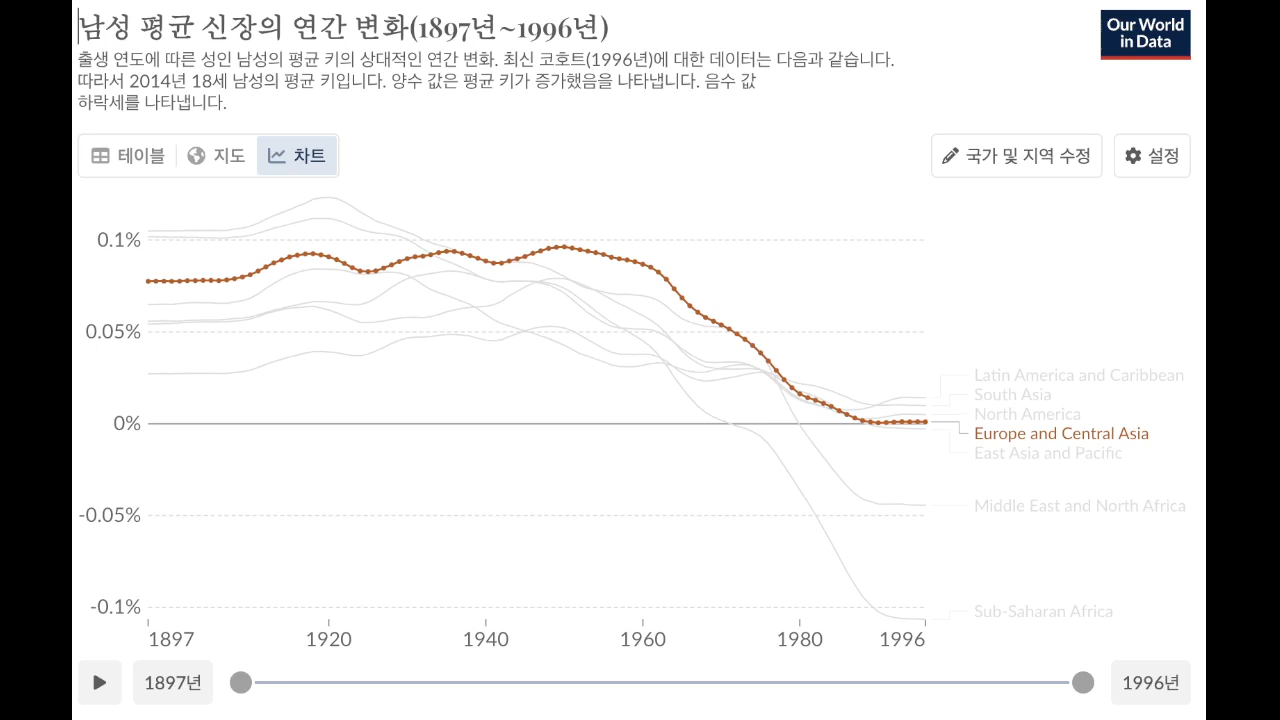 남성 평균 신장의 연간 변화(1897년~1996년)
Our World
in Data
출생 연도에 따른 성인 남성의 평균 키의 상대적인 연간 변화. 최신 코호트(1996년)에 대한 데이터는 다음과 같습니다.
따라서 2014년 18세 남성의 평균 키입니다. 양수 값은 평균 키가 증가했음을 나타냅니다. 음수 값
하락세를 나타냅니다.
테이블 지도 차트
국가 및 지역 수정 설정
0.1%
0.05%
0%
-0.05%
-0.1%
Latin America and Caribbean
South Asia
North America
Europe and Central Asia
East Asia and Pacific
Middle East and North Africa
Sub-Saharan Africa
1897 1920 1940 1960 1980 1996
1897년 1996년